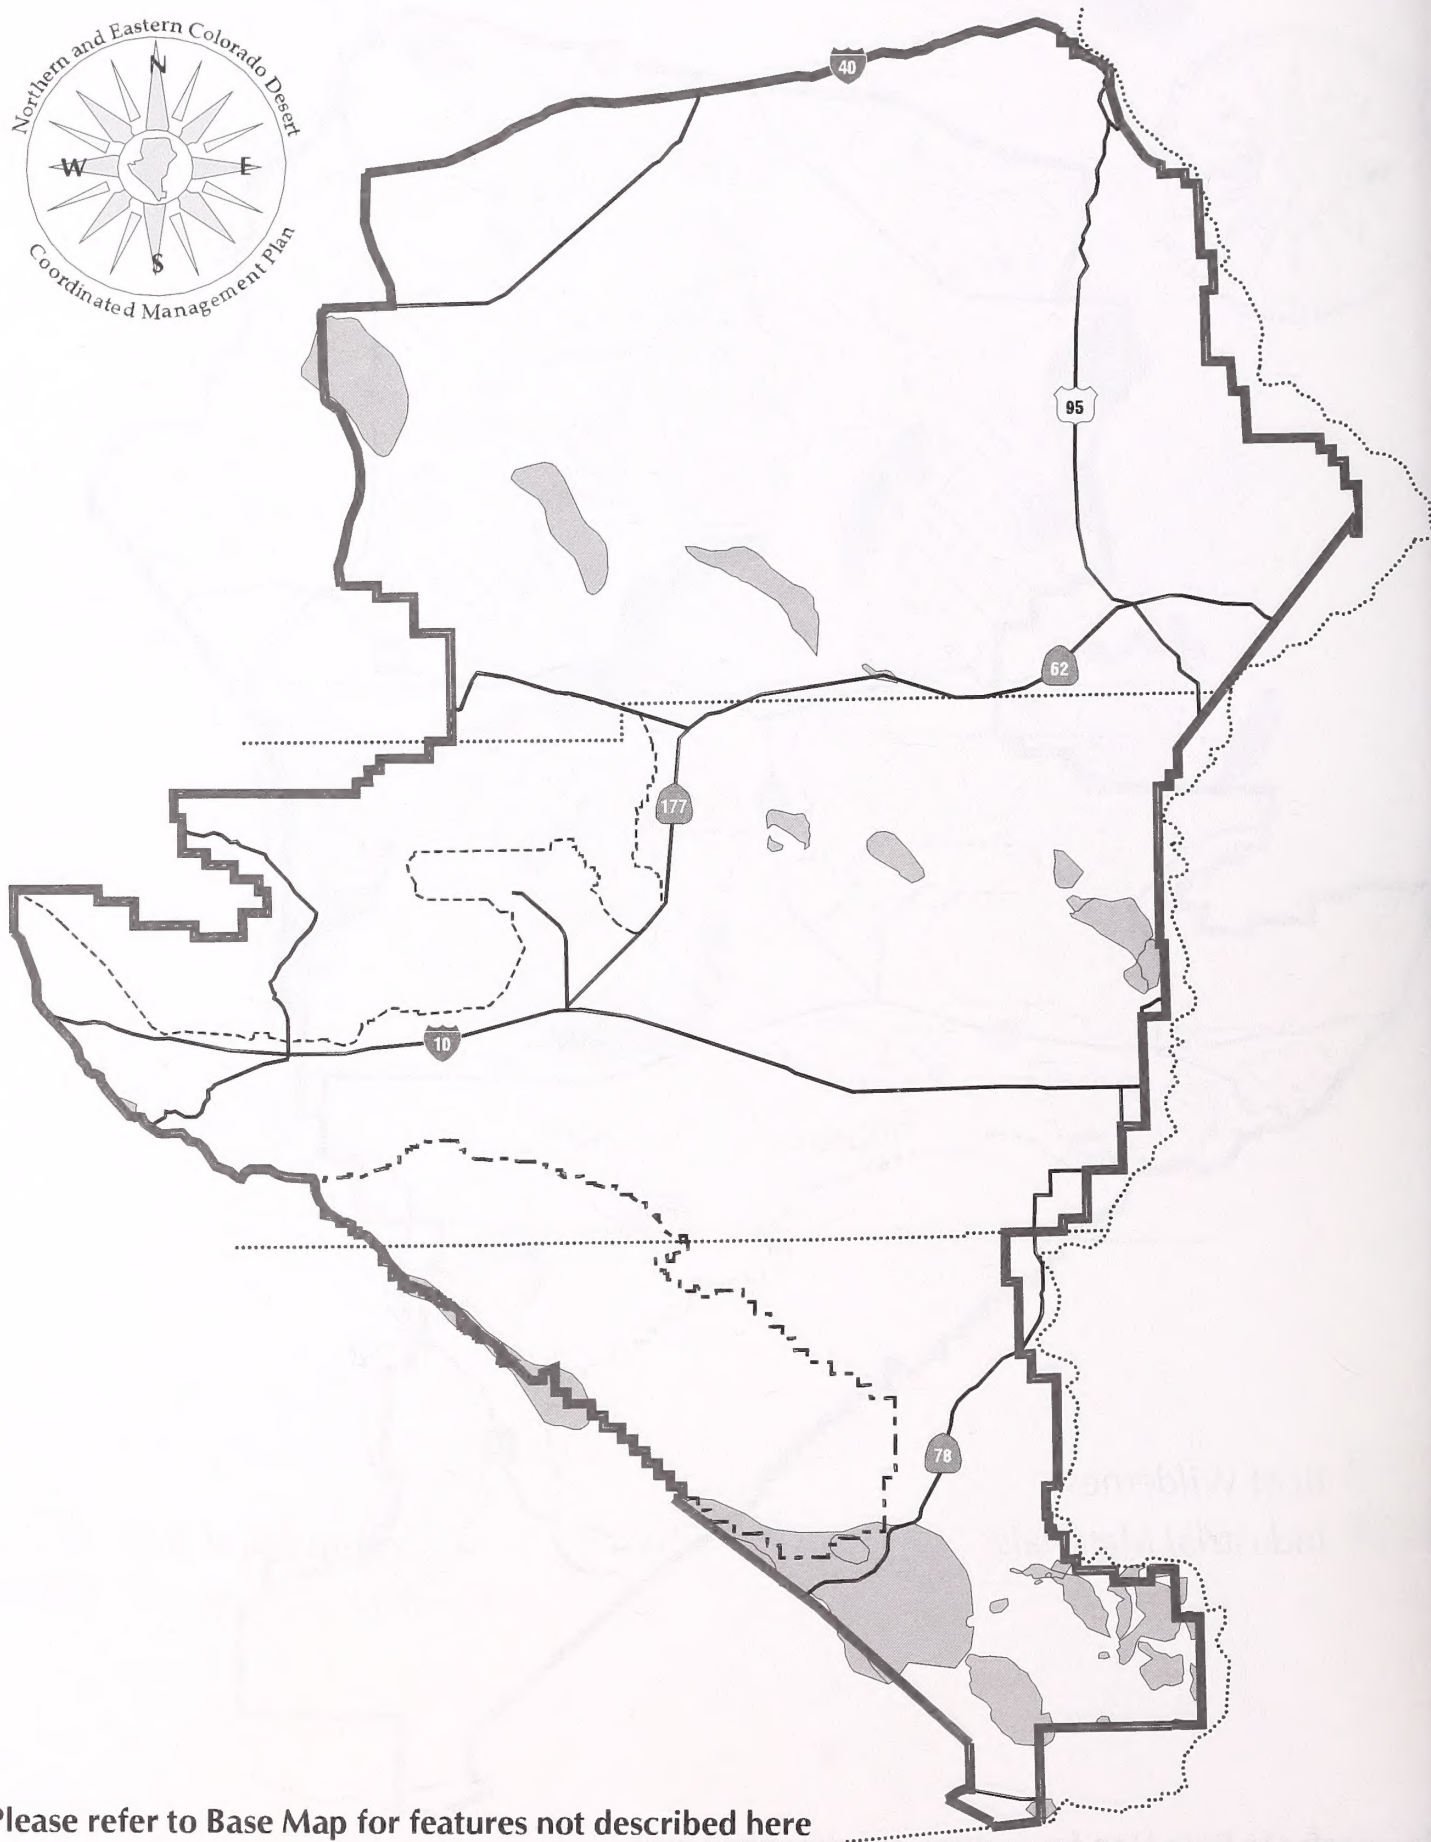 Northern and Eastern Colorado Desert
N
W
E
S
Coordinated Management Plan
40
95
62
177
10
78
Please refer to Base Map for features not described here